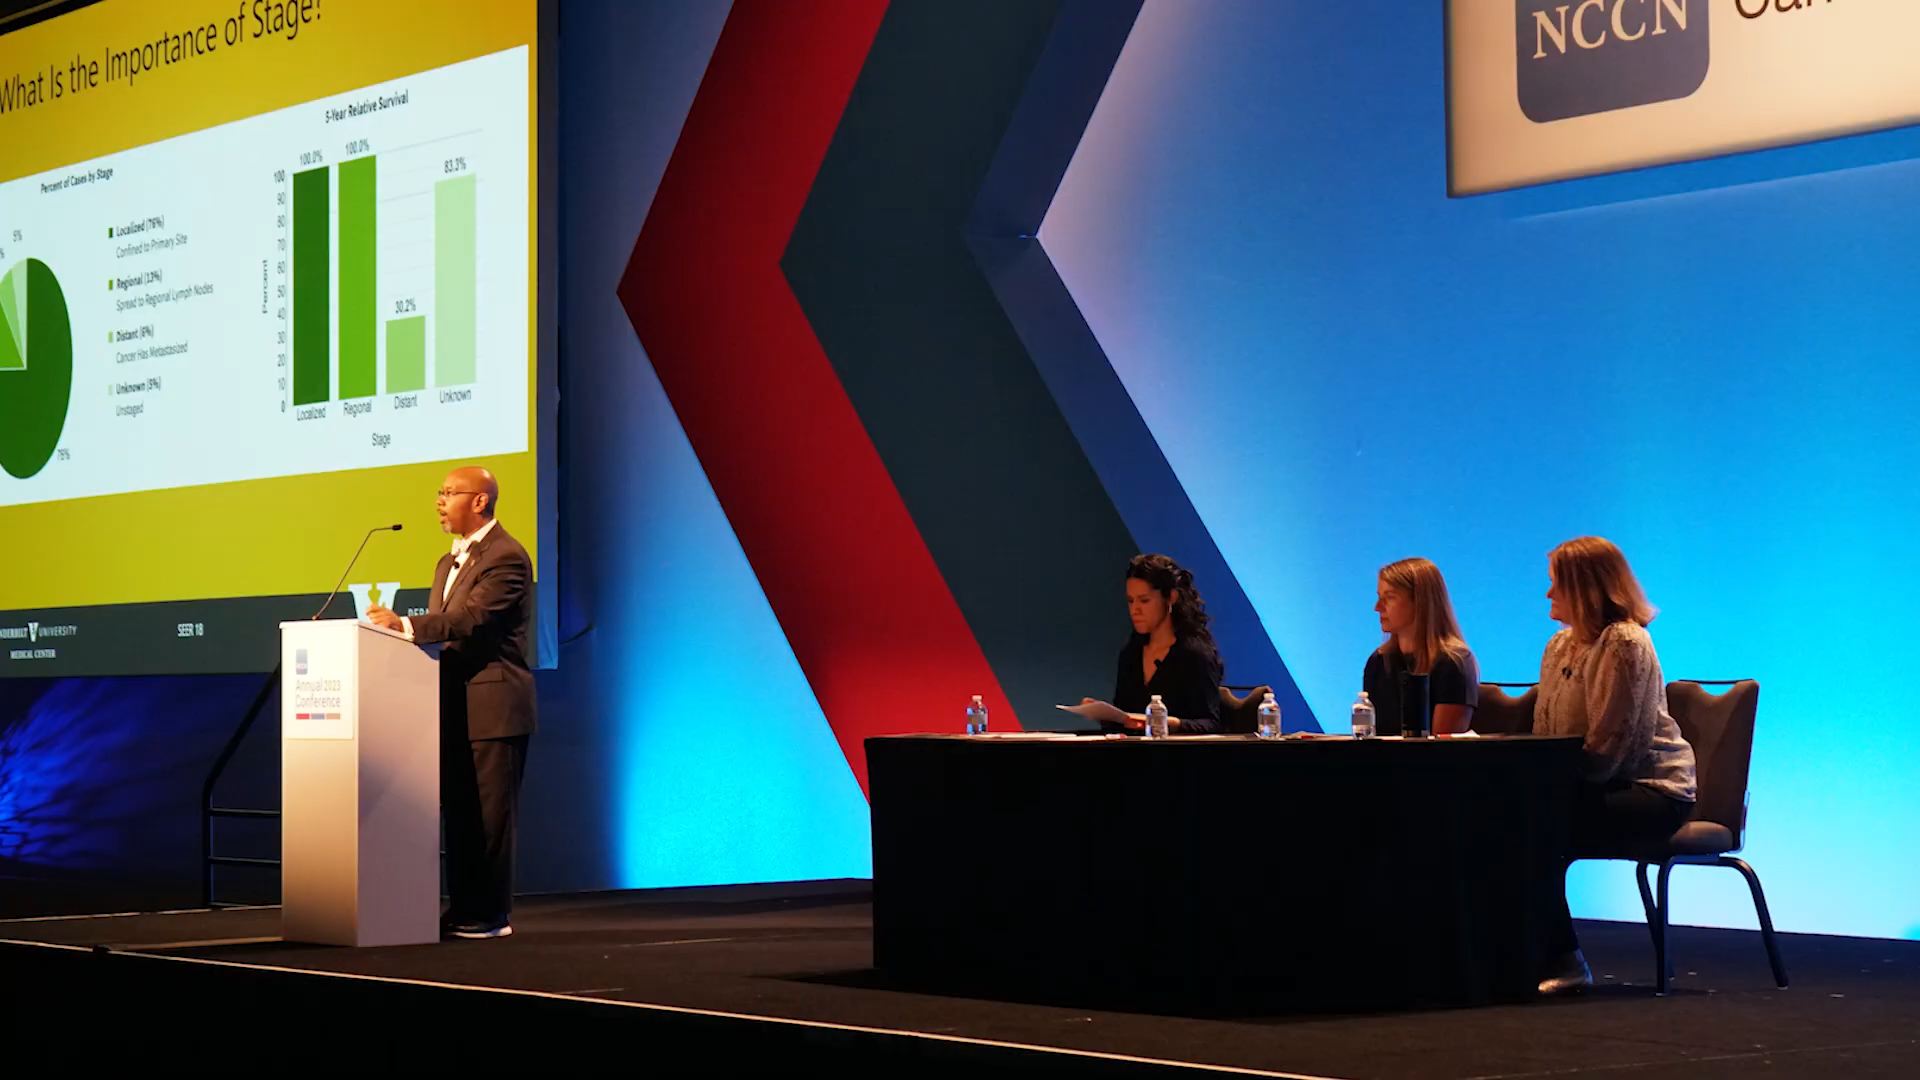 What Is the Importance of Stage?
Percent of Cases by Stage
5%
76%
Localized (76%)
Confined to Primary Site
Regional (13%)
Spread to Regional Lymph Nodes
Distant (6%)
Cancer Has Metastasized
Unknown (5%)
Unstaged
5-Year Relative Survival
100.0%
100.0%
30.2%
83.3%
Percent
100
90
80
70
60
50
40
30
20
10
0
Localized
Regional
Distant
Unknown
Stage
UNIVERSITY
MEDICAL CENTER
SEER 18
V
NCCN
Annual 2023
Conference